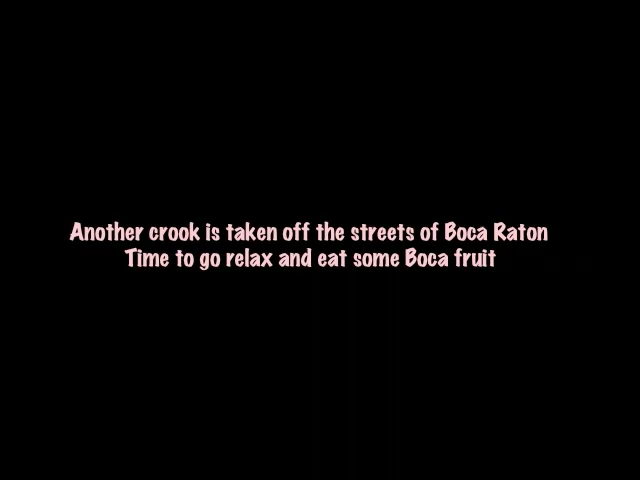 Another crook is taken off the streets of Boca Raton
Time to go relax and eat some Boca fruit